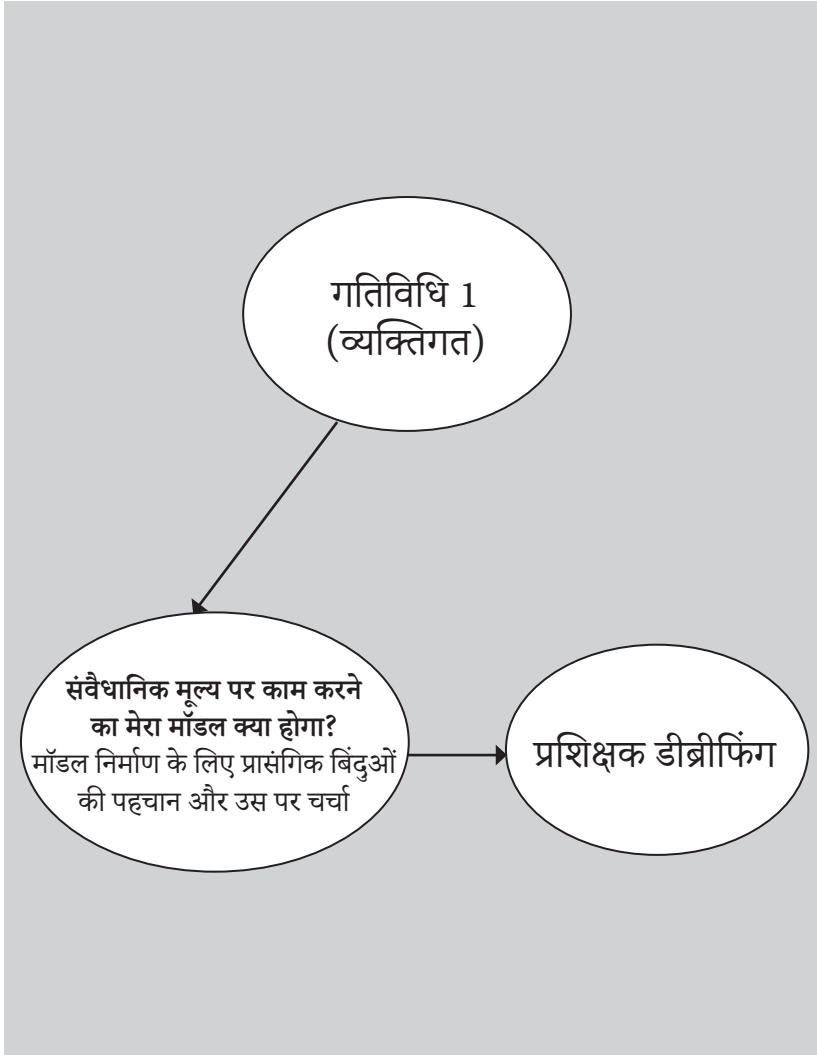 गतिविधि 1
(व्यक्तिगत)
संवैधानिक मूल्य पर काम करने
का मेरा मॉडल क्या होगा?
मॉडल निर्माण के लिए प्रासंगिक बिंदुओं
की पहचान और उस पर चर्चा
प्रशिक्षक डीब्रीफिंग